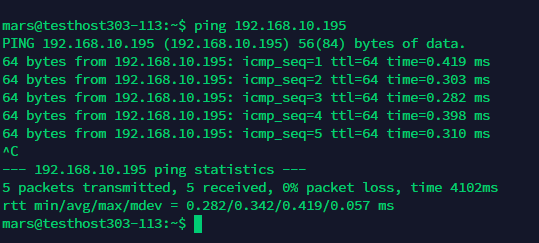 mars@testhost303-113:~$ ping 192.168.10.195
PING 192.168.10.195 (192.168.10.195) 56(84) bytes of data.
64 bytes from 192.168.10.195: icmp_seq=1 ttl=64 time=0.419 ms
64 bytes from 192.168.10.195: icmp_seq=2 ttl=64 time=0.303 ms
64 bytes from 192.168.10.195: icmp_seq=3 ttl=64 time=0.282 ms
64 bytes from 192.168.10.195: icmp_seq=4 ttl=64 time=0.398 ms
64 bytes from 192.168.10.195: icmp_seq=5 ttl=64 time=0.310 ms
^C
--- 192.168.10.195 ping statistics ---
5 packets transmitted, 5 received, 0% packet loss, time 4102ms
rtt min/avg/max/mdev = 0.282/0.342/0.419/0.057 ms
mars@testhost303-113:~$